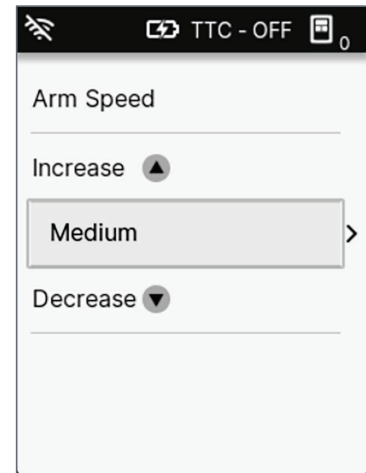 TTC - OFF 0
Arm Speed
Increase
Medium
Decrease